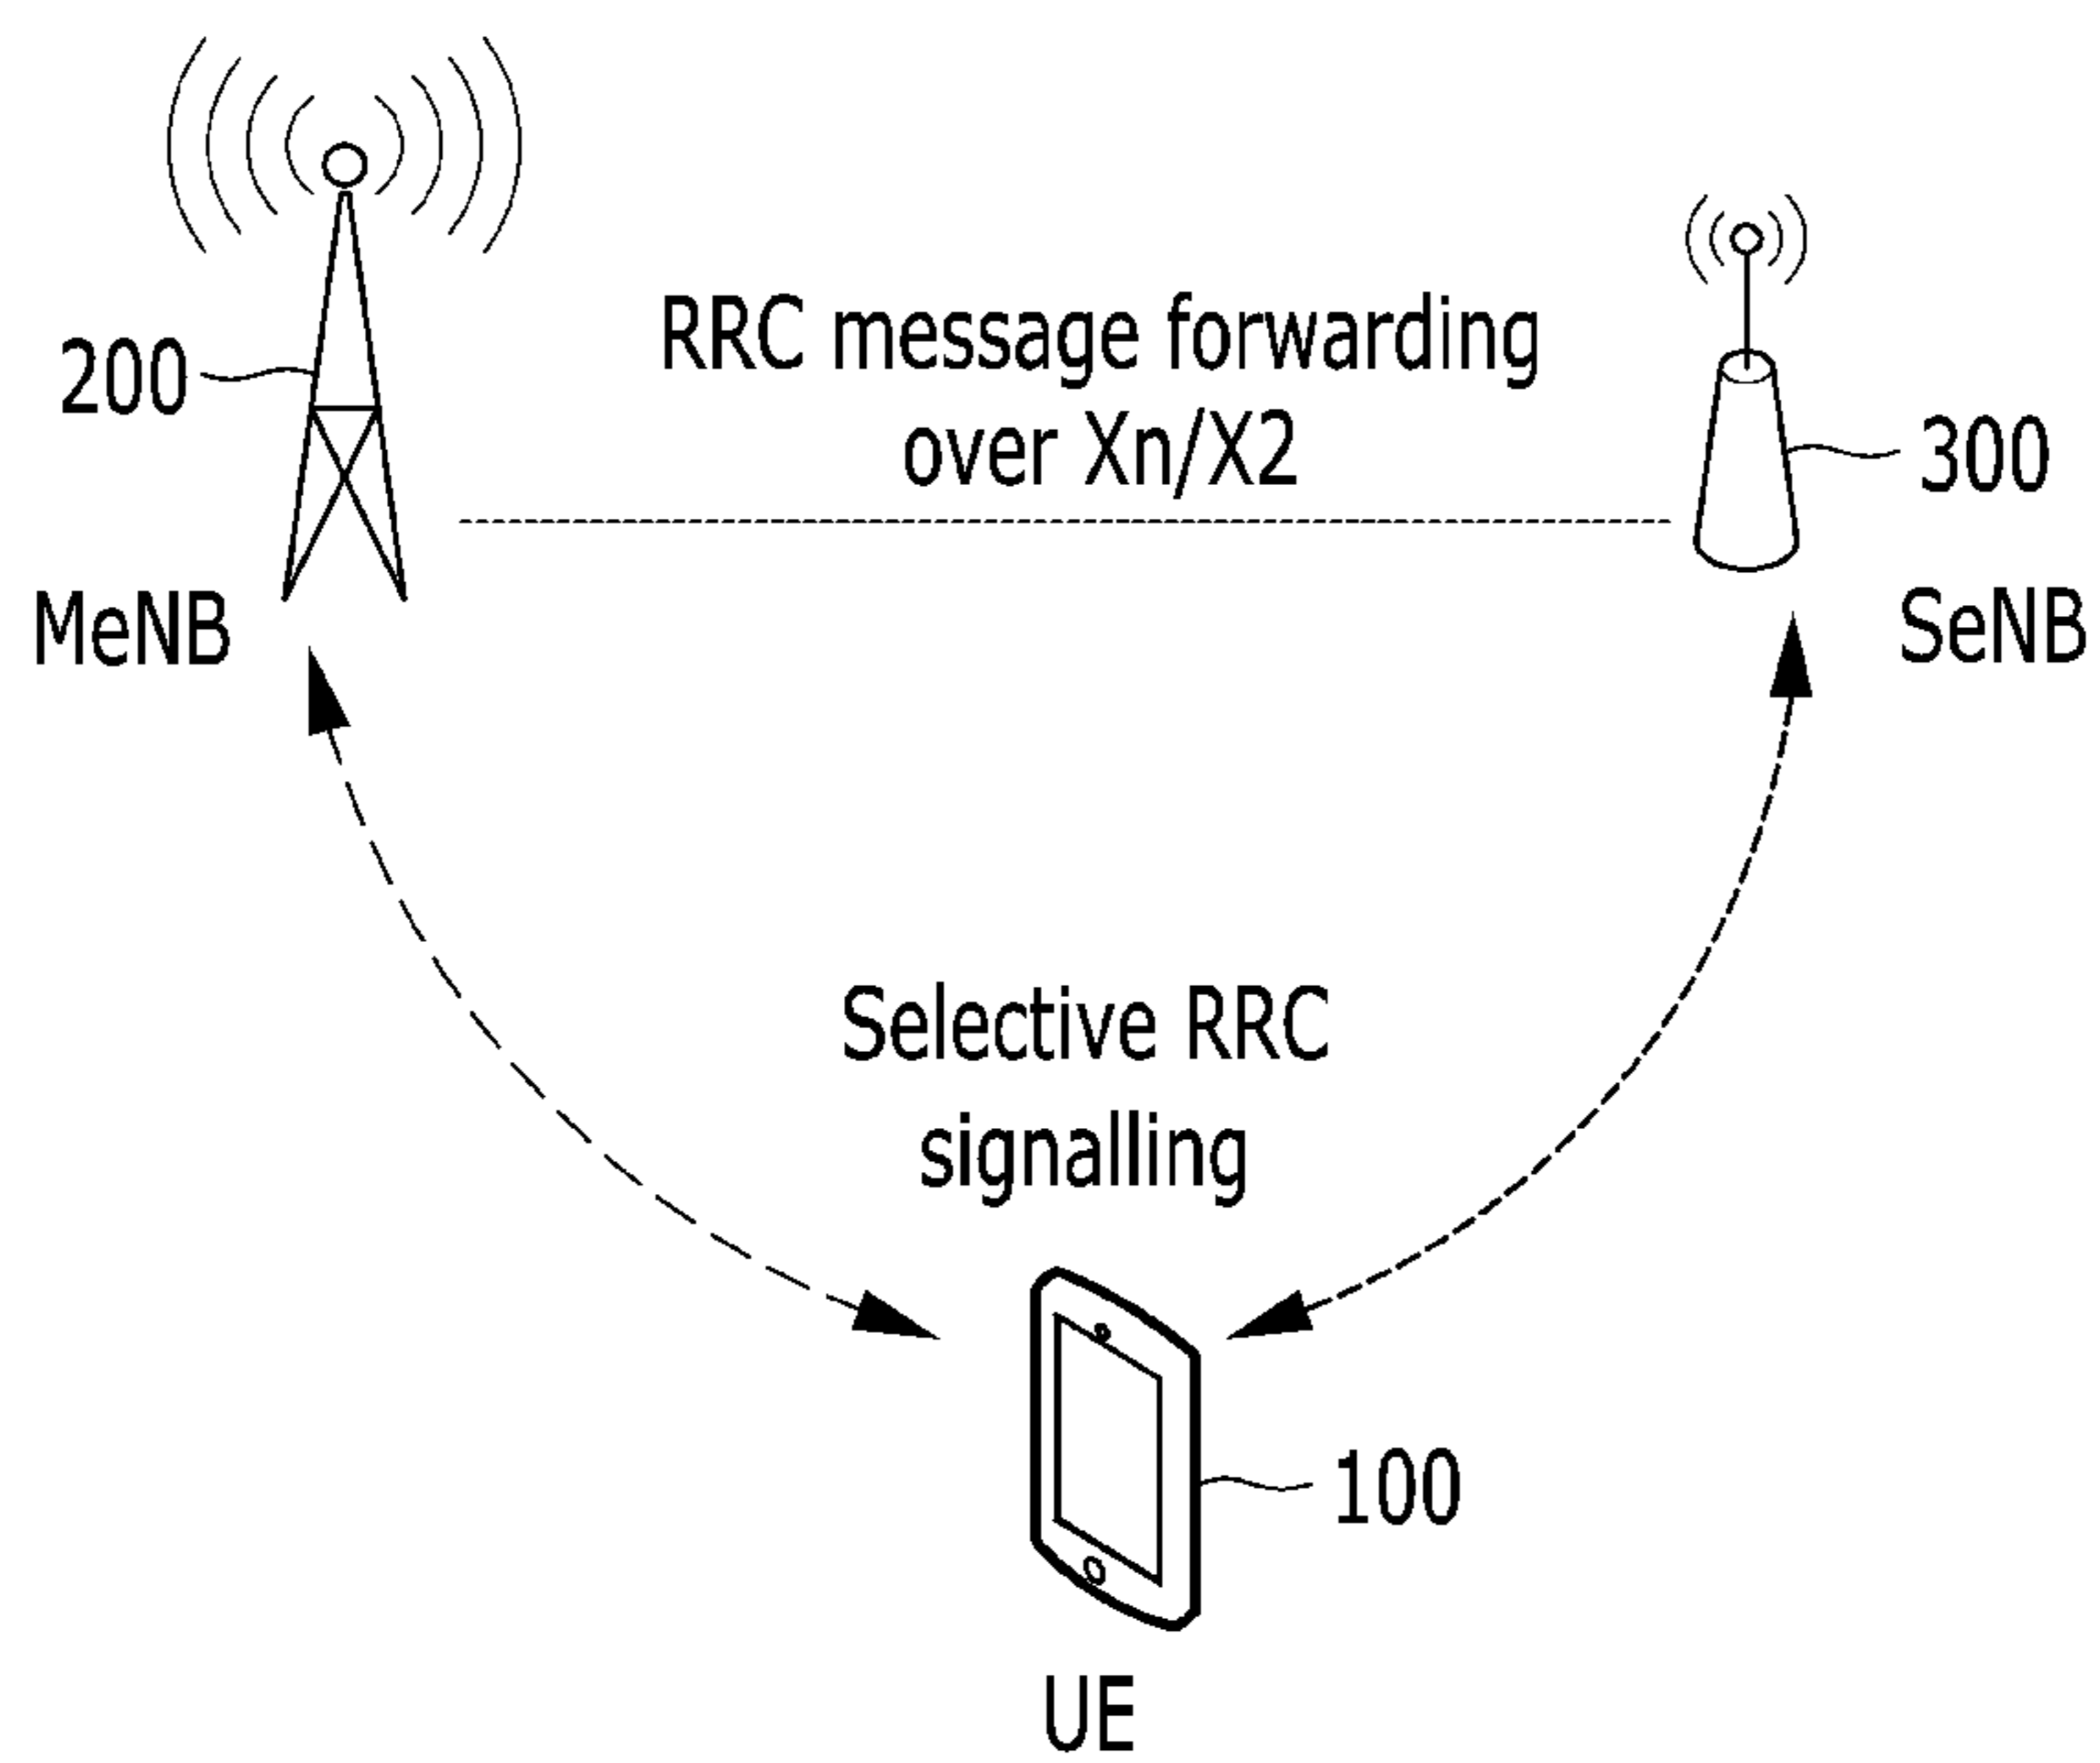 RRC message forwarding
over Xn/X2
200
300
MeNB
SeNB
Selective RRC
signalling
100
UE